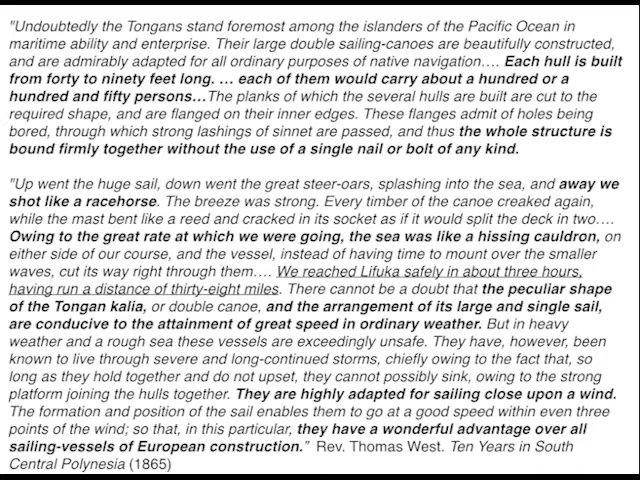 "Undoubtedly the Tongans stand foremost among the islanders of the Pacific Ocean in
maritime ability and enterprise. Their large double sailing-canoes are beautifully constructed,
and are admirably adapted for all ordinary purposes of native navigation…. Each hull is built
from forty to ninety feet long. … each of them would carry about a hundred or a
hundred and fifty persons…The planks of which the several hulls are built are cut to the
required shape, and are flanged on their inner edges. These flanges admit of holes being
bored, through which strong lashings of sinnet are passed, and thus the whole structure is
bound firmly together without the use of a single nail or bolt of any kind.
"Up went the huge sail, down went the great steer-oars, splashing into the sea, and away we
shot like a racehorse. The breeze was strong. Every timber of the canoe creaked again,
while the mast bent like a reed and cracked in its socket as if it would split the deck in two….
Owing to the great rate at which we were going, the sea was like a hissing cauldron, on
either side of our course, and the vessel, instead of having time to mount over the smaller
waves, cut its way right through them…. We reached Lifuka safely in about three hours,
having run a distance of thirty-eight miles. There cannot be a doubt that the peculiar shape
of the Tongan kalia, or double canoe, and the arrangement of its large and single sail,
are conducive to the attainment of great speed in ordinary weather. But in heavy
weather and a rough sea these vessels are exceedingly unsafe. They have, however, been
known to live through severe and long-continued storms, chiefly owing to the fact that, so
long as they hold together and do not upset, they cannot possibly sink, owing to the strong
platform joining the hulls together. They are highly adapted for sailing close upon a wind.
The formation and position of the sail enables them to go at a good speed within even three
points of the wind; so that, in this particular, they have a wonderful advantage over all
sailing-vessels of European construction." Rev. Thomas West. Ten Years in South
Central Polynesia (1865)